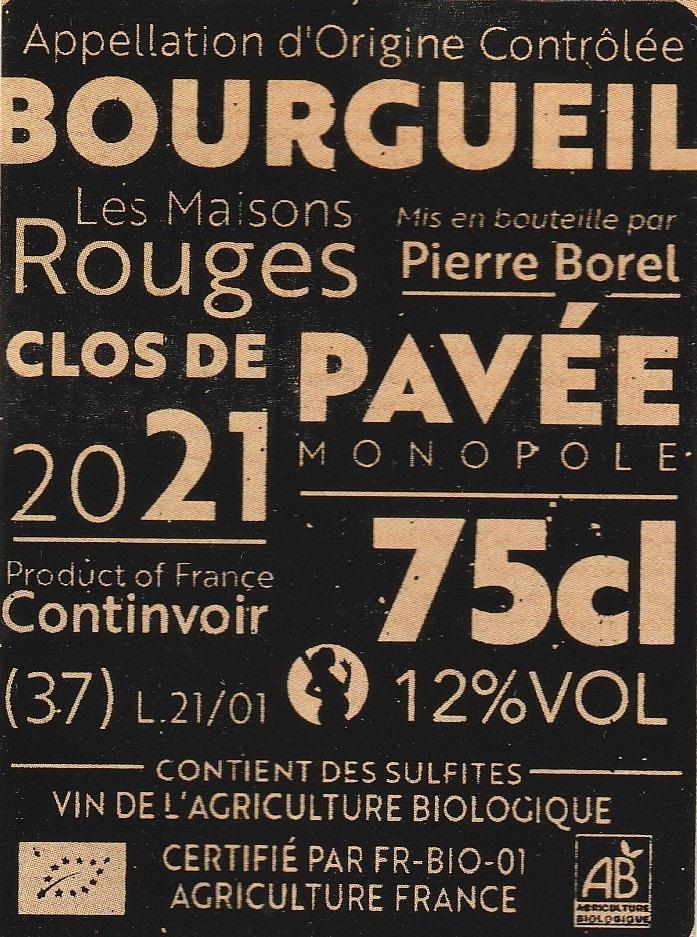 Appellation d'Origine Contrôlée
BOURGUEIL
Les Maisons
Rouges
Mis en bouteille par
Pierre Borel
CLOS DE
PAVÉE
MONOPOLE
2021
75cl
Product of France
Continvoir
(37) L.21/01
12%VOL
CONTIENT DES SULFITES
VIN DE L'AGRICULTURE BIOLOGIQUE
CERTIFIÉ PAR FR-BIO-01
AGRICULTURE FRANCE
AB
AGRICULTURE
BIOLOGIQUE